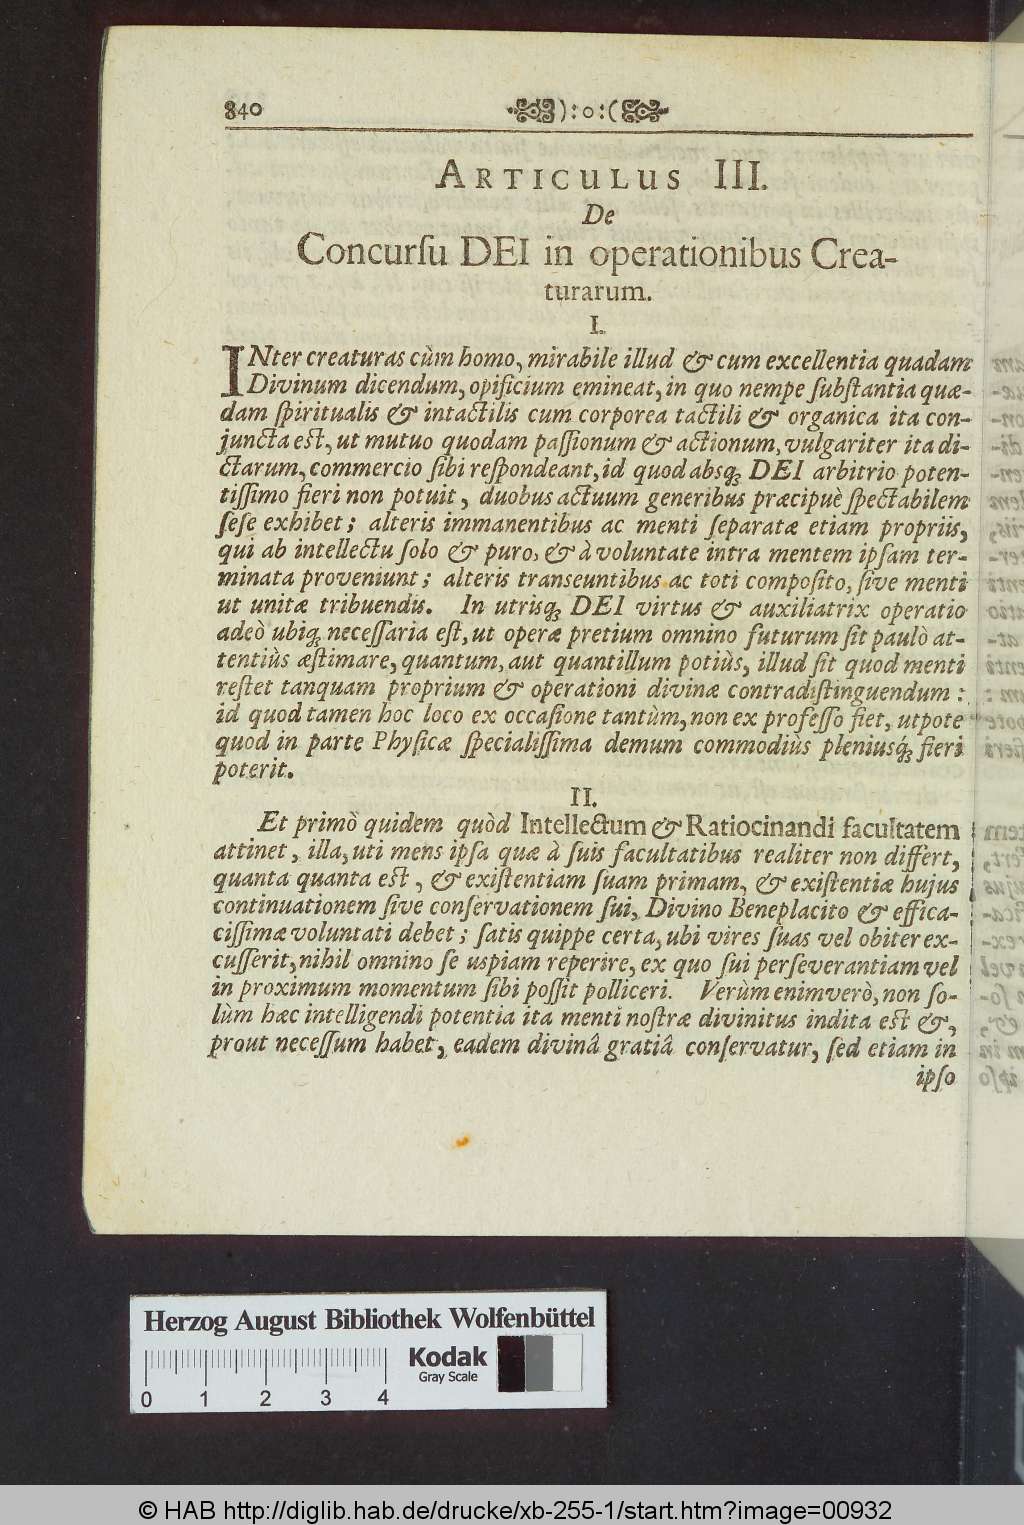 840 ):o:(
ARTICULUS III.
De
Concurſu DEI in operationibus Crea-
turarum.
I.
INter creaturas cùm homo, mirabile illud & cum excellentia quadam
Divinum dicendum, opificium emineat, in quo nempe ſubſtantia quæ-
dam ſpiritualis & intactilis cum corporea tactili & organica ita con-
juncta eſt, ut mutuo quodam paſſionum & actionum, vulgariter ita di-
ctarum, commercio ſibi reſpondeant, id quod absq; DEI arbitrio poten-
tiſſimo fieri non potuit, duobus actuum generibus præcipuè ſpectabilem
ſeſe exhibet; alteris immanentibus ac menti ſeparatæ etiam propriis,
qui ab intellectu ſolo & puro, & à voluntate intra mentem ipſam ter-
minata proveniunt; alteris transeuntibus ac toti compoſito, ſive menti
ut unitæ tribuendis. In utrisq; DEI virtus & auxiliatrix operatio
adeò ubiq; neceſſaria eſt, ut operæ pretium omnino futurum ſit paulò at-
tentiùs æſtimare, quantum, aut quantillum potiùs, illud ſit quod menti
reſtet tanquam proprium & operationi divinæ contradiſtinguendum:
id quod tamen hoc loco ex occaſione tantùm, non ex profeſſo fiet, utpote
quod in parte Phyſicæ ſpecialiſſima demum commodiùs pleniusq́; fieri
poterit.
II.
Et primò quidem quòd Intellectum & Ratiocinandi facultatem
attinet, illa, uti mens ipſa quæ à ſuis facultatibus realiter non differt,
quanta quanta eſt, & exiſtentiam ſuam primam, & exiſtentiæ hujus
continuationem ſive conſervationem ſui, Divino Beneplacito & effica-
ciſſimæ voluntati debet; ſatis quippe certa, ubi vires ſuas vel obiter ex-
cuſſerit, nihil omnino ſe uspiam reperire, ex quo ſui perſeverantiam vel
in proximum momentum ſibi poſſit polliceri. Verùm enimverò, non ſo-
lùm hæc intelligendi potentia ita menti noſtræ divinitus indita eſt &,
prout neceſſum habet, eadem divinâ gratiâ conſervatur, ſed etiam in
ipſo
Herzog August Bibliothek Wolfenbüttel
Kodak
Gray Scale
0 1 2 3 4
© HAB http://diglib.hab.de/drucke/xb-255-1/start.htm?image=00932